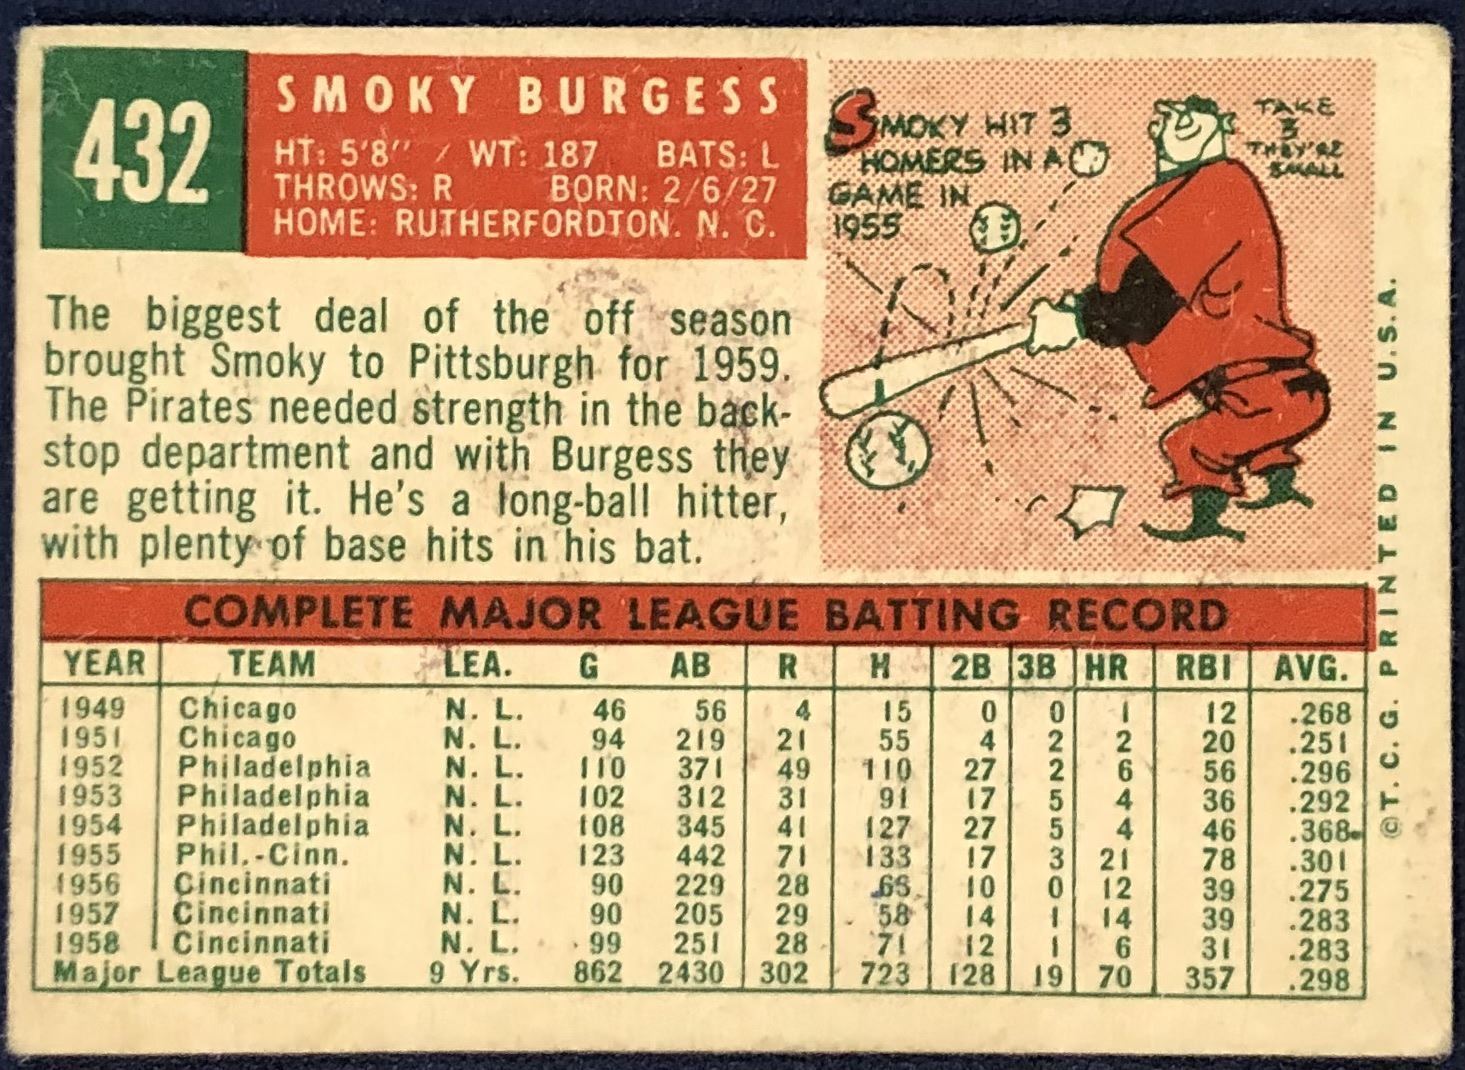 432
SMOKY BURGESS
HT: 5'8" / WT: 187 BATS: L
THROWS: R BORN: 2/6/27
HOME: RUTHERFORDTON. N. C.
SMOKY HIT 3
HOMERS IN A
GAME IN
1955
TAKE
3
THEY'RE
SMALL
The biggest deal of the off season
brought Smoky to Pittsburgh for 1959.
The Pirates needed strength in the back-
stop department and with Burgess they
are getting it. He's a long-ball hitter,
with plenty of base hits in his bat.
COMPLETE MAJOR LEAGUE BATTING RECORD
YEAR TEAM LEA. G AB R H 2B 3B HR RBI AVG.
1949 Chicago N. L. 46 56 4 15 0 0 1 12 .268
1951 Chicago N. L. 94 219 21 55 4 2 2 20 .251
1952 Philadelphia N. L. 110 371 49 110 27 2 6 56 .296
1953 Philadelphia N. L. 102 312 31 91 17 5 4 36 .292
1954 Philadelphia N. L. 108 345 41 127 27 5 4 46 .368
1955 Phil.-Cinn. N. L. 123 442 71 133 17 3 21 78 .301
1956 Cincinnati N. L. 90 229 28 63 10 0 12 39 .275
1957 Cincinnati N. L. 90 205 29 58 14 1 14 39 .283
1958 Cincinnati N. L. 99 251 28 71 12 1 6 31 .283
Major League Totals 9 Yrs. 862 2430 302 723 128 19 70 357 .298
©T.C.G. PRINTED IN U.S.A.